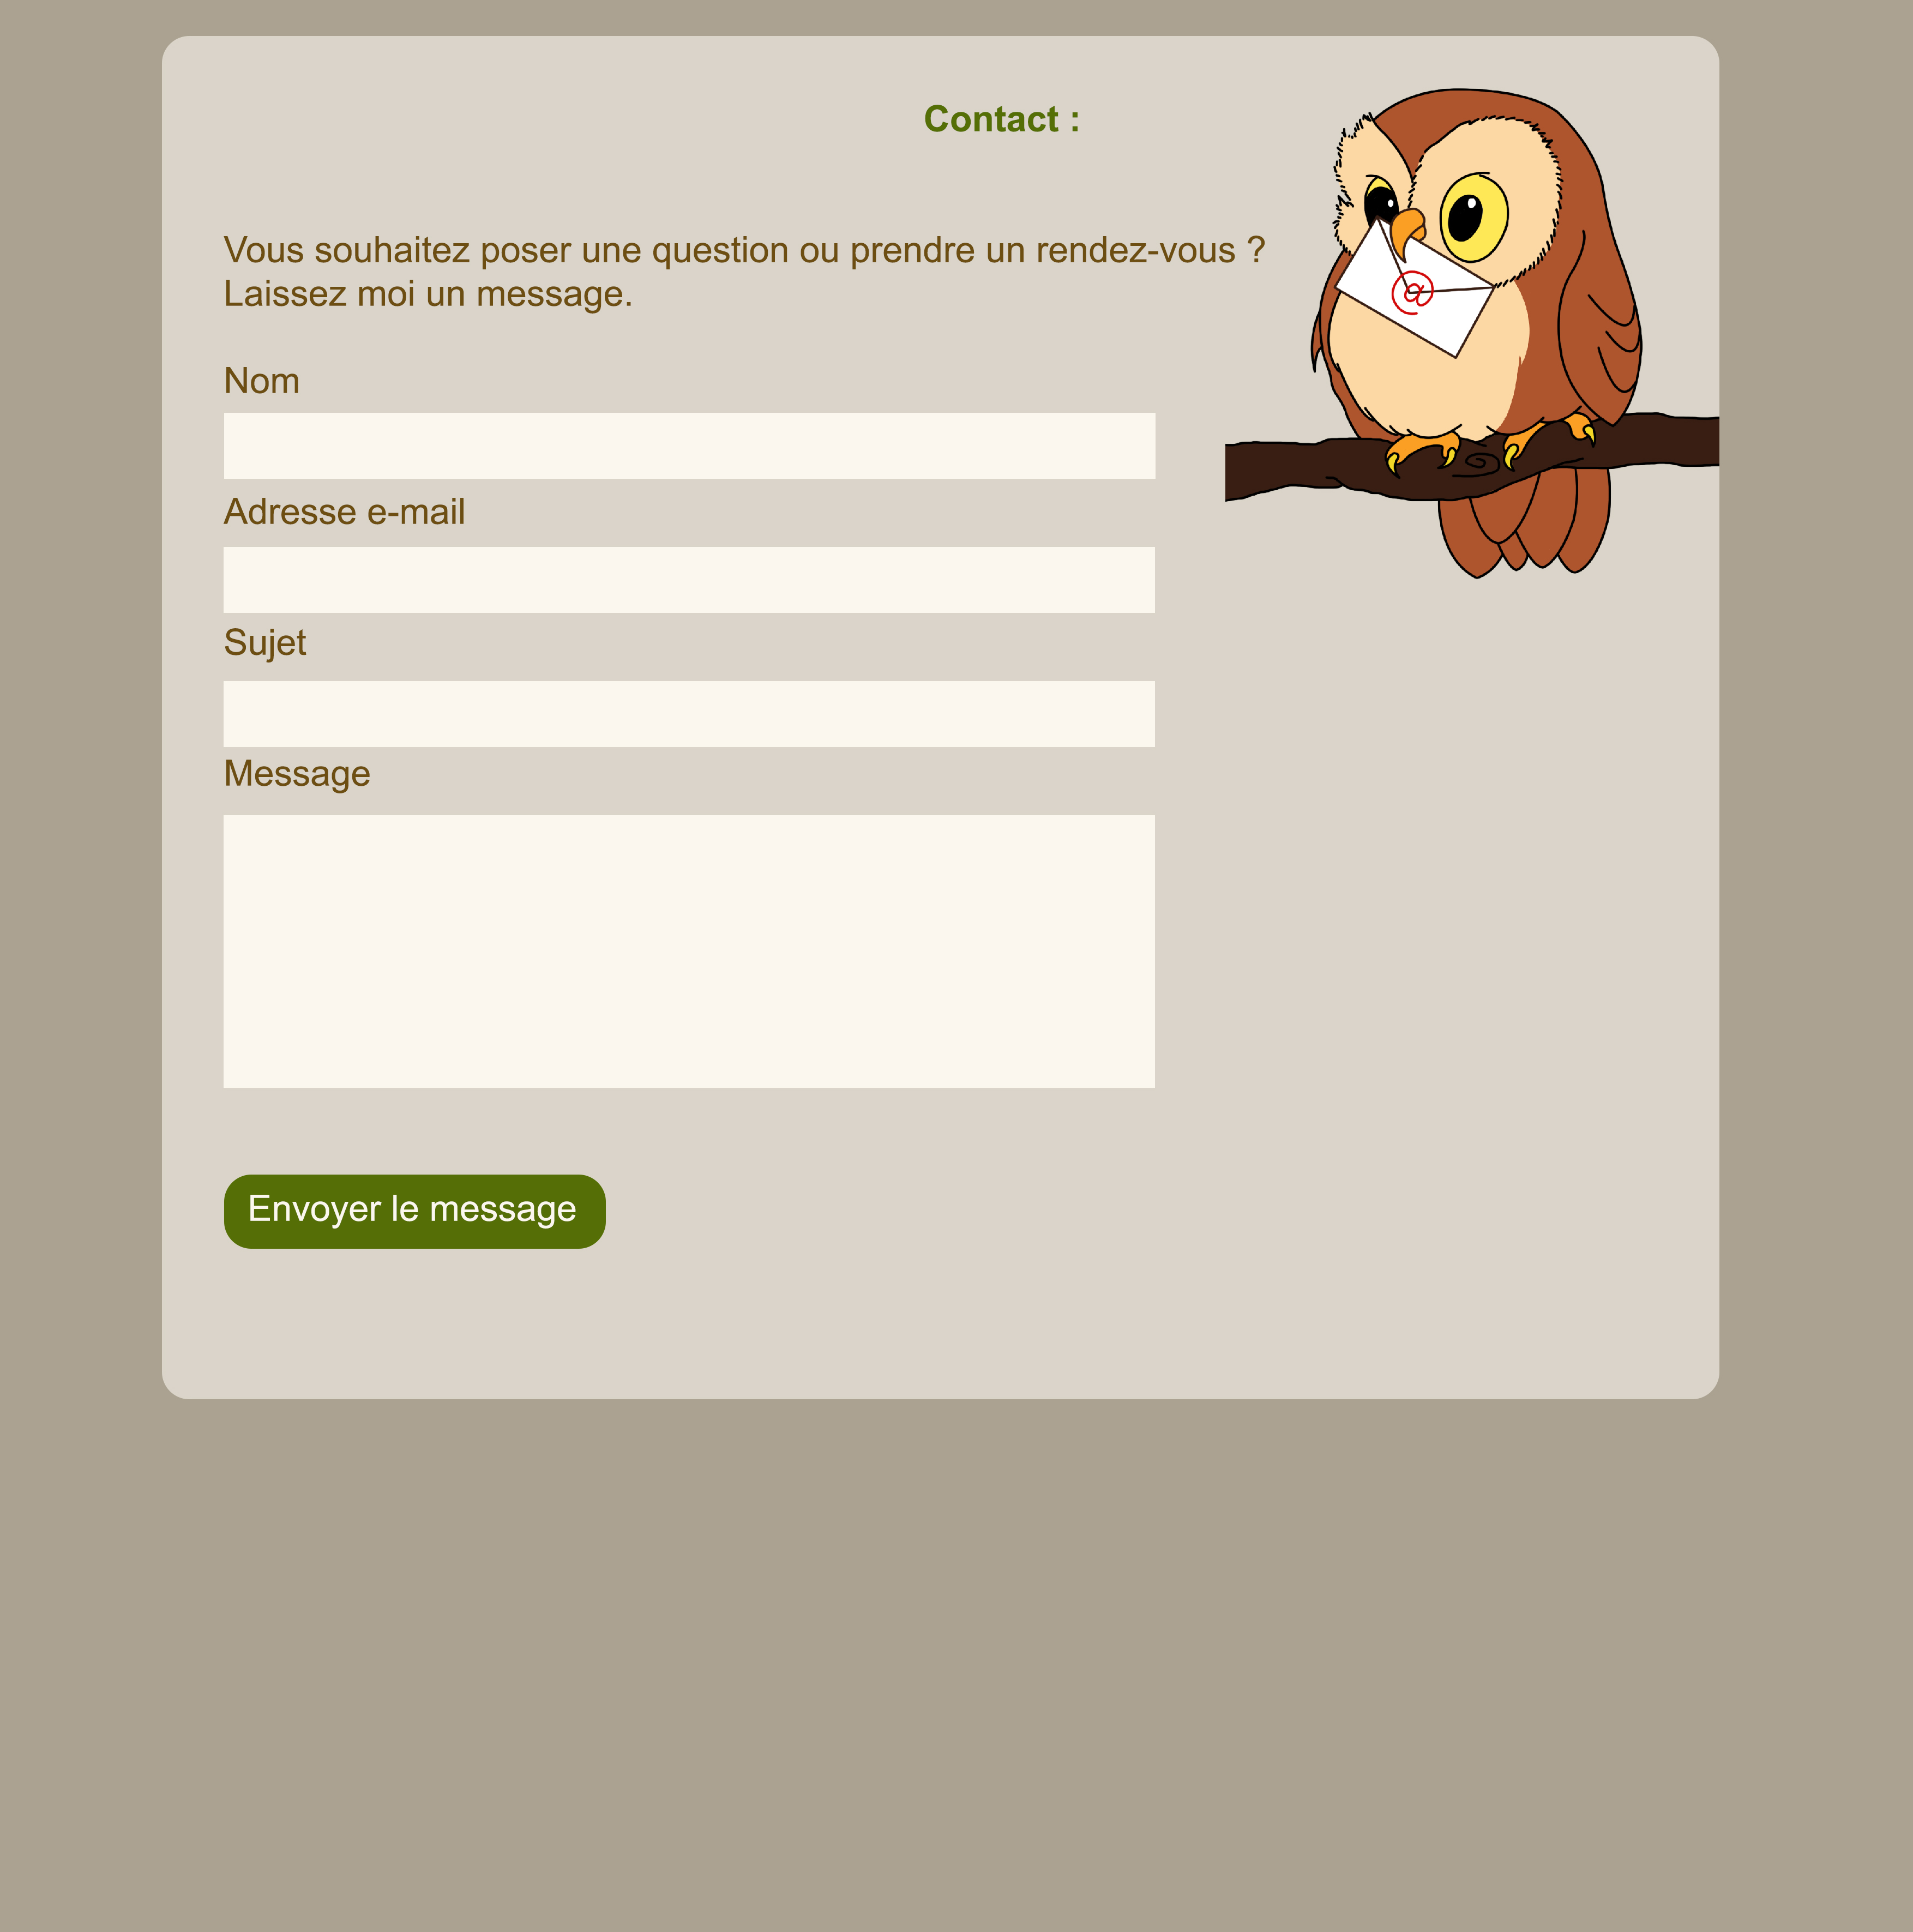 Contact :
Vous souhaitez poser une question ou prendre un rendez-vous ?
Laissez moi un message.
@
Nom
Adresse e-mail
Sujet
Message
Envoyer le message